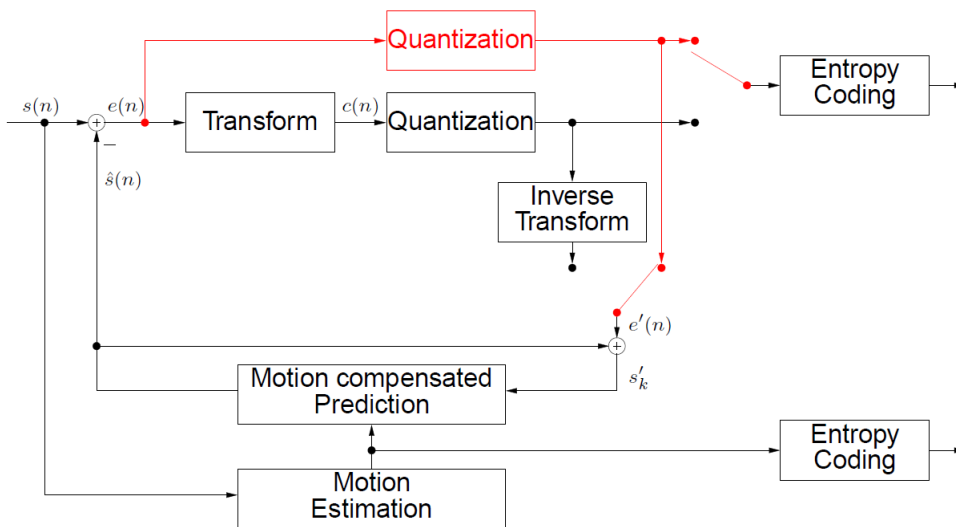 Quantization
Entropy
Coding
s(n)
e(n)
Transform
c(n)
Quantization
−
ŝ(n)
Inverse
Transform
e′(n)
s′ₖ
Motion compensated
Prediction
Entropy
Coding
Motion
Estimation